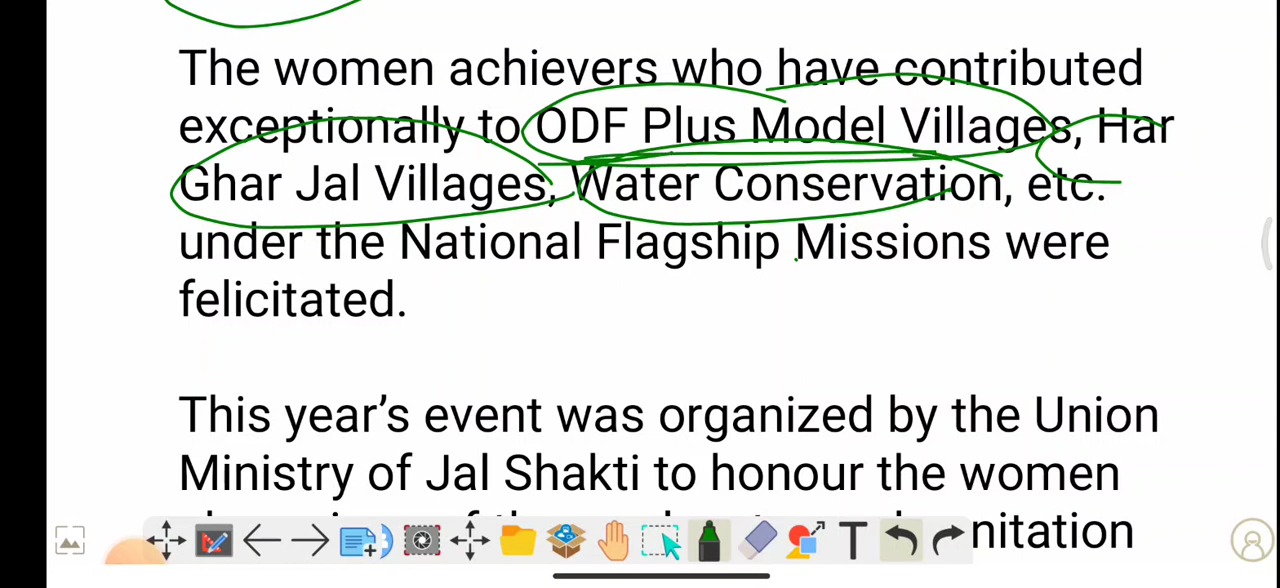 The women achievers who have contributed
exceptionally to ODF Plus Model Villages, Har
Ghar Jal Villages, Water Conservation, etc.
under the National Flagship Missions were
felicitated.
This year's event was organized by the Union
Ministry of Jal Shakti to honour the women
nitation
T